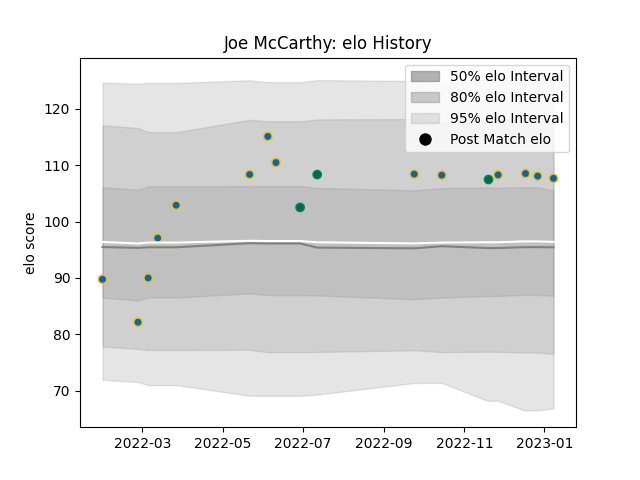 Joe McCarthy: elo History
50% elo Interval
80% elo Interval
95% elo Interval
Post Match elo
elo score
120
110
100
90
80
70
2022-03 2022-05 2022-07 2022-09 2022-11 2023-01